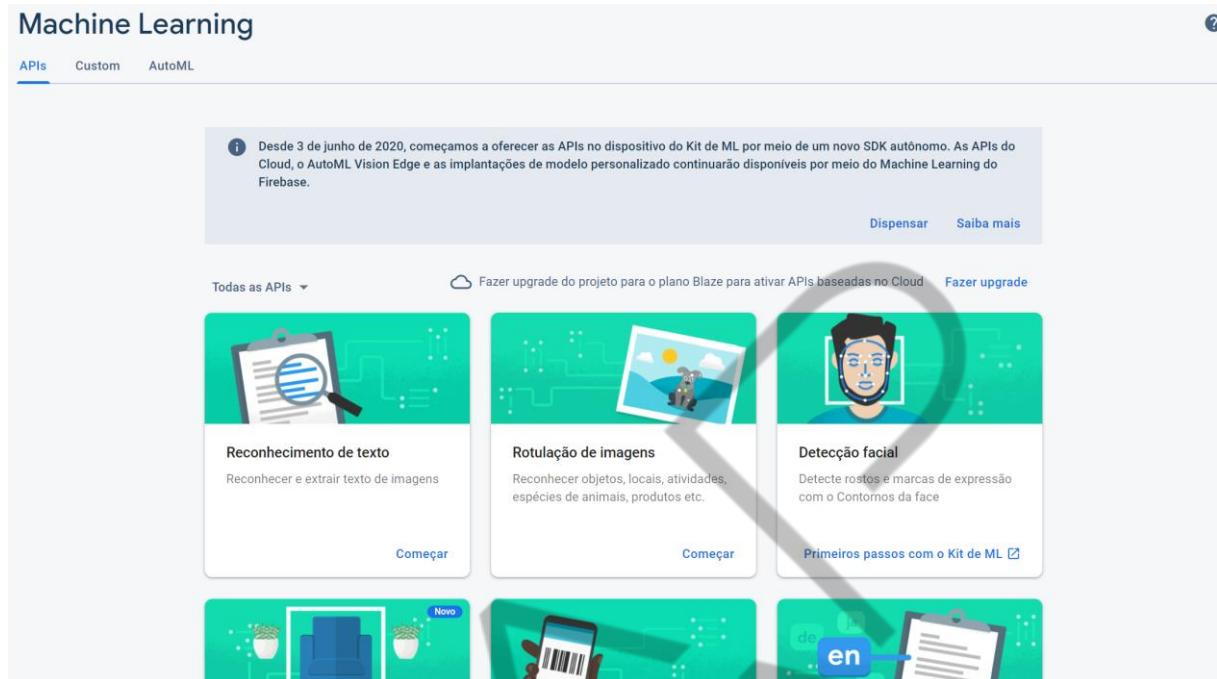 Machine Learning
APIs Custom AutoML
Desde 3 de junho de 2020, começamos a oferecer as APIs no dispositivo do Kit de ML por meio de um novo SDK autônomo. As APIs do
Cloud, o AutoML Vision Edge e as implantações de modelo personalizado continuarão disponíveis por meio do Machine Learning do
Firebase.
Dispensar Saiba mais
Todas as APIs
Fazer upgrade do projeto para o plano Blaze para ativar APIs baseadas no Cloud Fazer upgrade
Reconhecimento de texto
Reconhecer e extrair texto de imagens
Começar
Rotulação de imagens
Reconhecer objetos, locais, atividades,
espécies de animais, produtos etc.
Começar
Detecção facial
Detecte rostos e marcas de expressão
com o Contornos da face
Primeiros passos com o Kit de ML
Novo
de
en